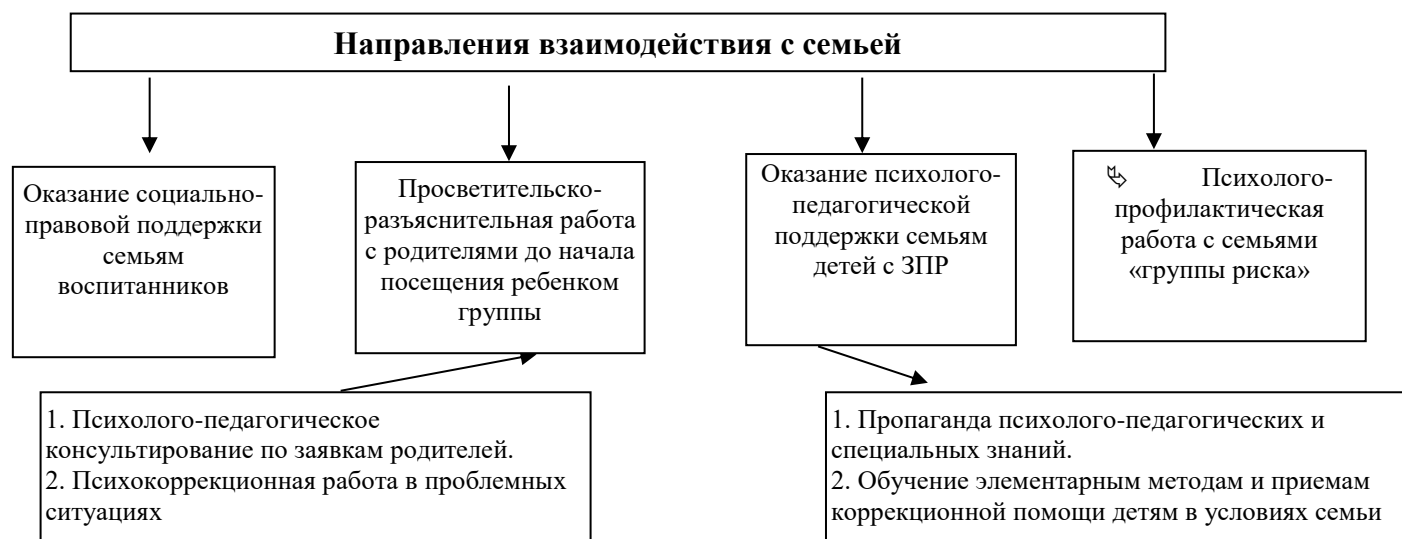 Направления взаимодействия с семьей
Оказание социально-
правовой поддержки
семьям
воспитанников
Просветительско-
разъяснительная работа
с родителями до начала
посещения ребенком
группы
Оказание психолого-
педагогической
поддержки семьям
детей с ЗПР
Психолого-
профилактическая
работа с семьями
«группы риска»
1. Психолого-педагогическое
консультирование по заявкам родителей.
2. Психокоррекционная работа в проблемных
ситуациях
1. Пропаганда психолого-педагогических и
специальных знаний.
2. Обучение элементарным методам и приемам
коррекционной помощи детям в условиях семьи